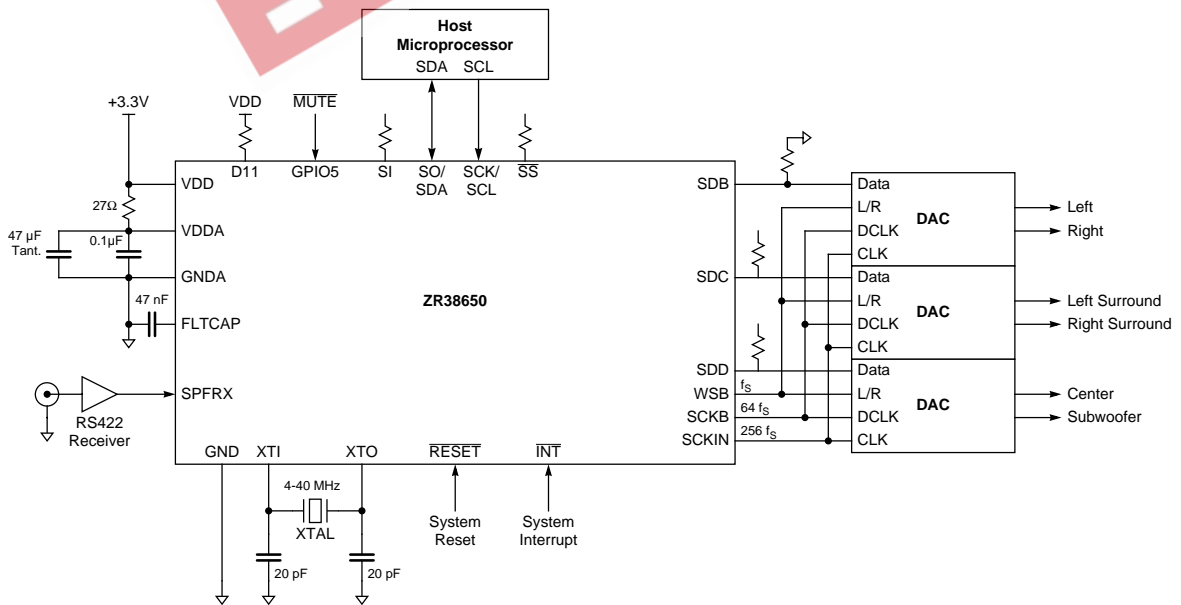 Host
Microprocessor
SDA SCL
+3.3V
VDD
MUTE
D11
GPIO5
SI
SO/
SDA
SCK/
SCL
SS
VDD
27Ω
VDDA
47 µF
Tant.
0.1µF
GNDA
47 nF
FLTCAP
SPFRX
RS422
Receiver
ZR38650
SDB
SDC
SDD
WSB
fS
SCKB
64 fS
SCKIN
256 fS
Data
L/R
DCLK
CLK
DAC
Left
Right
Data
L/R
DCLK
CLK
DAC
Left Surround
Right Surround
Data
L/R
DCLK
CLK
DAC
Center
Subwoofer
GND
XTI
XTO
RESET
INT
4-40 MHz
XTAL
20 pF
20 pF
System
Reset
System
Interrupt